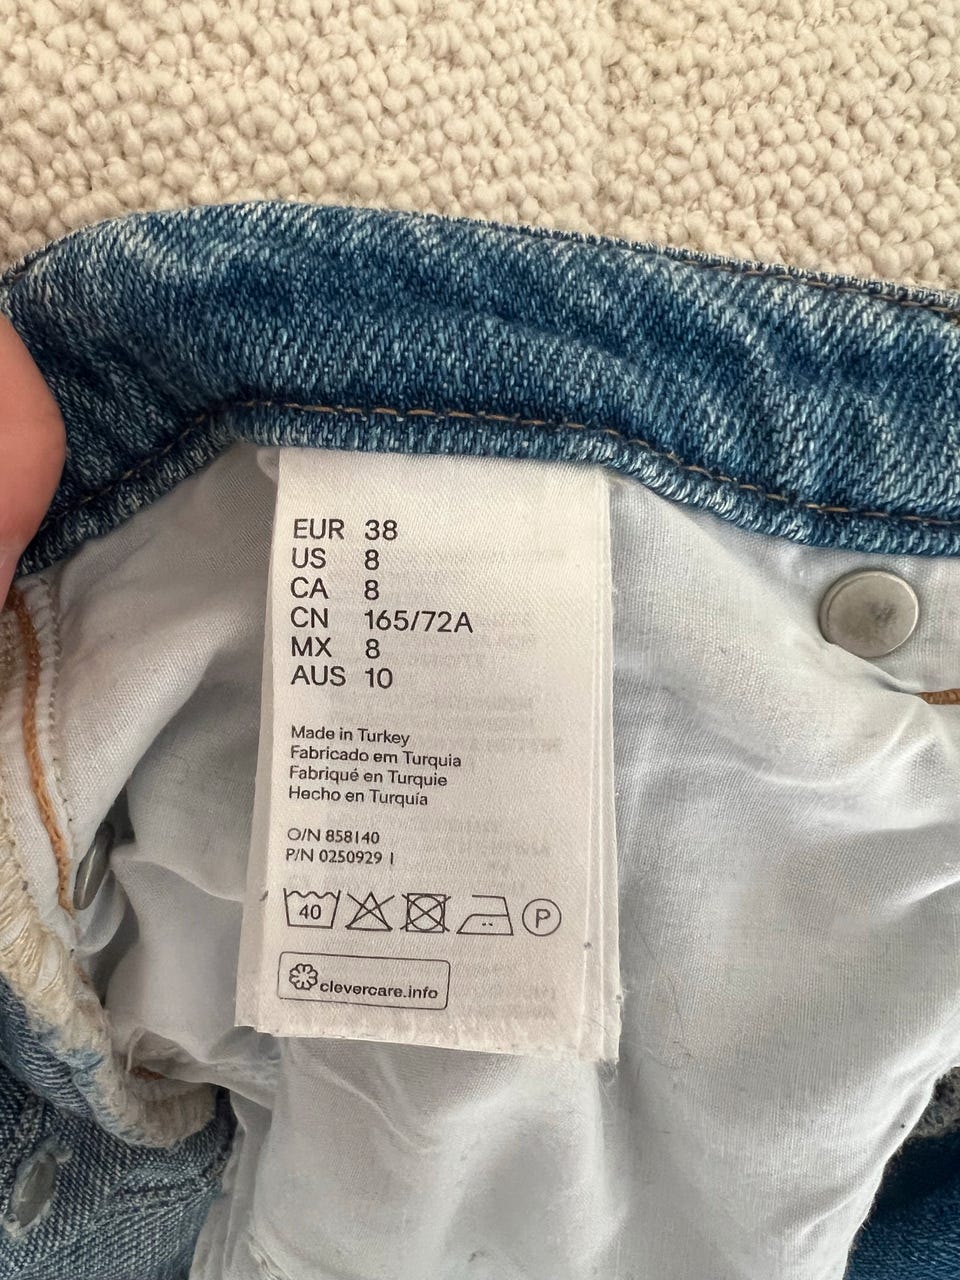 EUR 38
US 8
CA 8
CN 165/72A
MX 8
AUS 10
Made in Turkey
Fabricado em Turquia
Fabriqué en Turquie
Hecho en Turquía
O/N 858140
P/N 0250929 1
40
P
clevercare.info